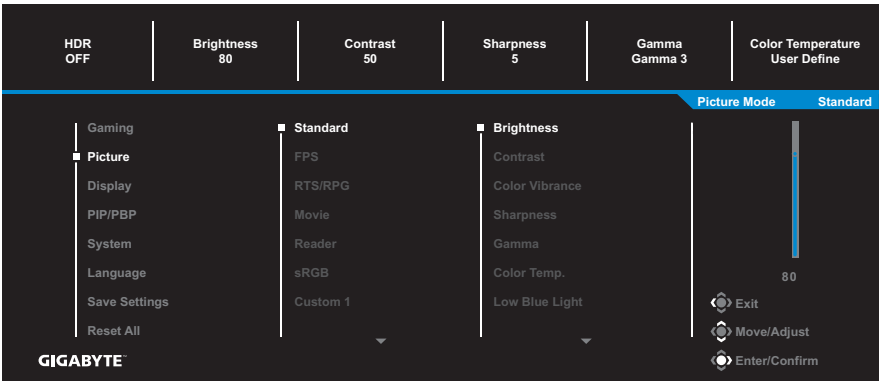 HDR
OFF
Brightness
80
Contrast
50
Sharpness
5
Gamma
Gamma 3
Color Temperature
User Define
Picture Mode Standard
Gaming
Picture
Display
PIP/PBP
System
Language
Save Settings
Reset All
Standard
FPS
RTS/RPG
Movie
Reader
sRGB
Custom 1
Brightness
Contrast
Color Vibrance
Sharpness
Gamma
Color Temp.
Low Blue Light
80
Exit
Move/Adjust
Enter/Confirm
GIGABYTE™